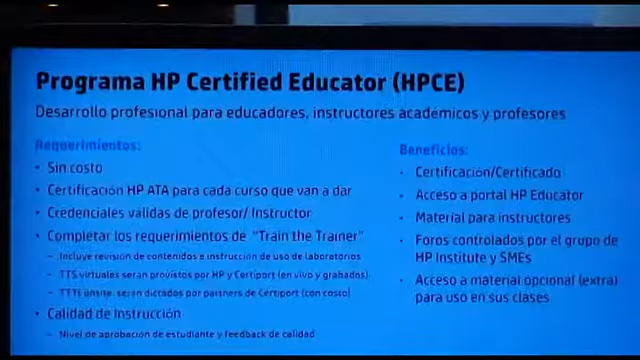 Programa HP Certified Educator (HPCE)
Desarrollo profesional para educadores, instructores académicos y profesores
Requerimientos:
• Sin costo
• Certificación HP ATA para cada curso que van a dar
• Credenciales válidas de profesor/ Instructor
• Completar los requerimientos de "Train the Trainer"
– Incluye revisión de contenidos e instrucción de uso de laboratorios
– TTS virtuales seran provistos por HP y Certiport (en vivo y grabados)
– onsite seran dictados por partners de Certiport (con costo)
• Calidad de Instrucción
– Nivel de aprobación de estudiante y feedback de calidad
Beneficios:
• Certificación/Certificado
• Acceso a portal HP Educator
• Material para instructores
• Foros controlados por el grupo de
HP Institute y SMEs
• Acceso a material opcional (extra)
para uso en sus clases